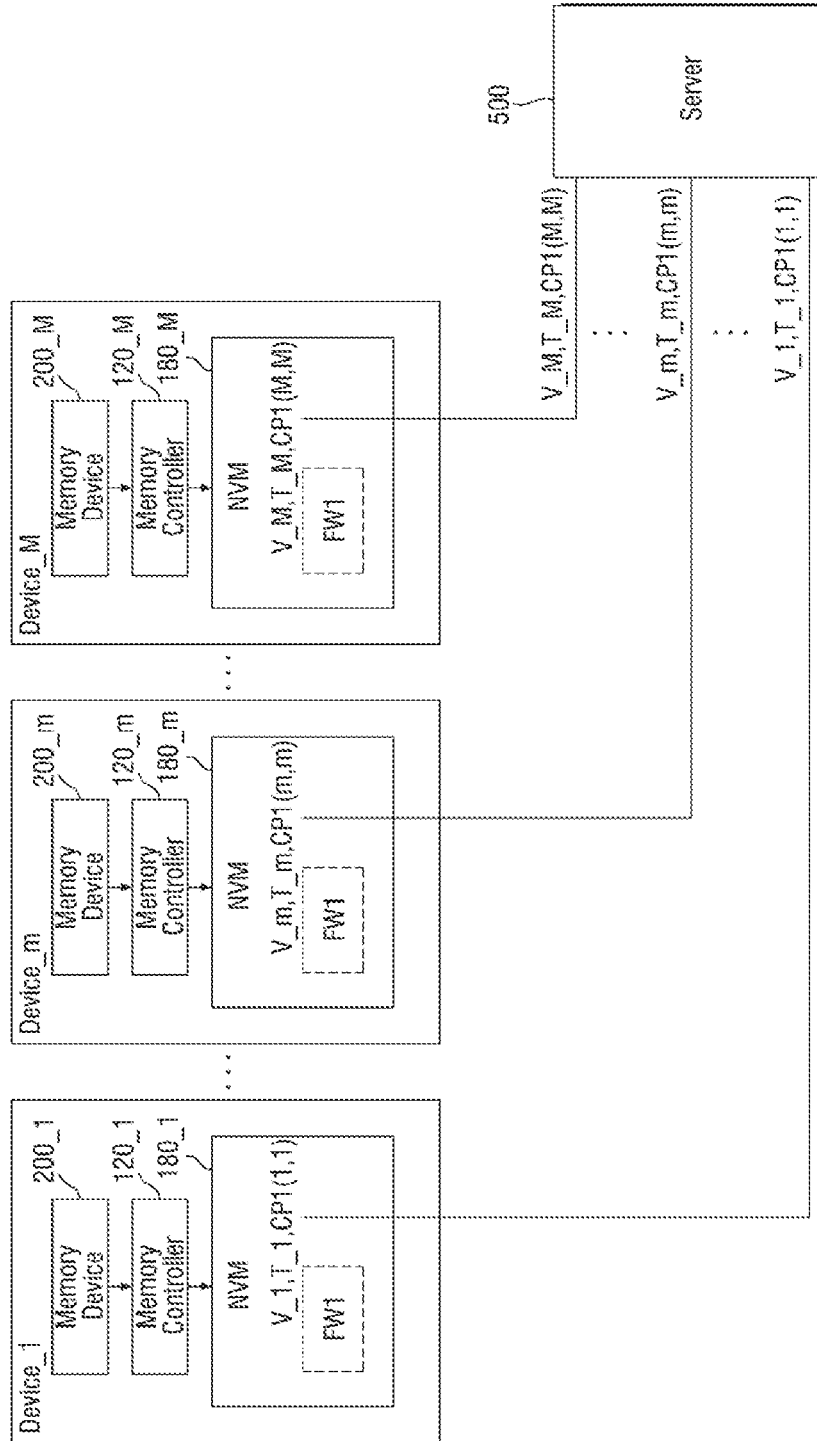 Device_1
Memory
Device
200_1
Memory
Controller
120_1
NVM
180_1
V_1,T_1,CP1(1,1)
FW1
. . .
Device_m
Memory
Device
200_m
Memory
Controller
120_m
NVM
180_m
V_m,T_m,CP1(m,m)
FW1
. . .
Device_M
Memory
Device
200_M
Memory
Controller
120_M
NVM
180_M
V_M,T_M,CP1(M,M)
FW1
V_M,T_M,CP1(M,M)
. . .
V_m,T_m,CP1(m,m)
. . .
V_1,T_1,CP1(1,1)
500
Server